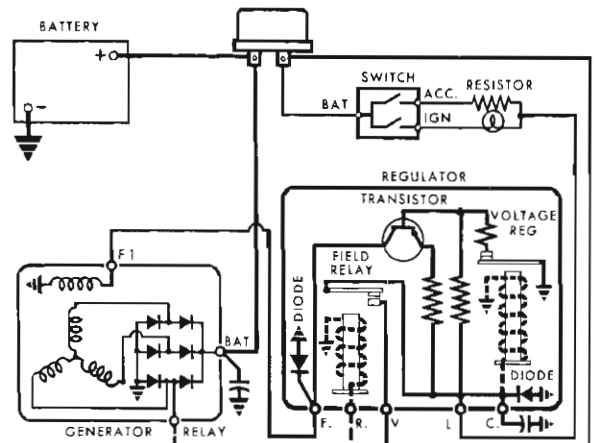 BATTERY
+
-
SWITCH
BAT
ACC.
IGN
RESISTOR
REGULATOR
TRANSISTOR
VOLTAGE
REG
FIELD
RELAY
DIODE
F1
BAT
DIODE
F.
R.
V
L
C.
GENERATOR
RELAY